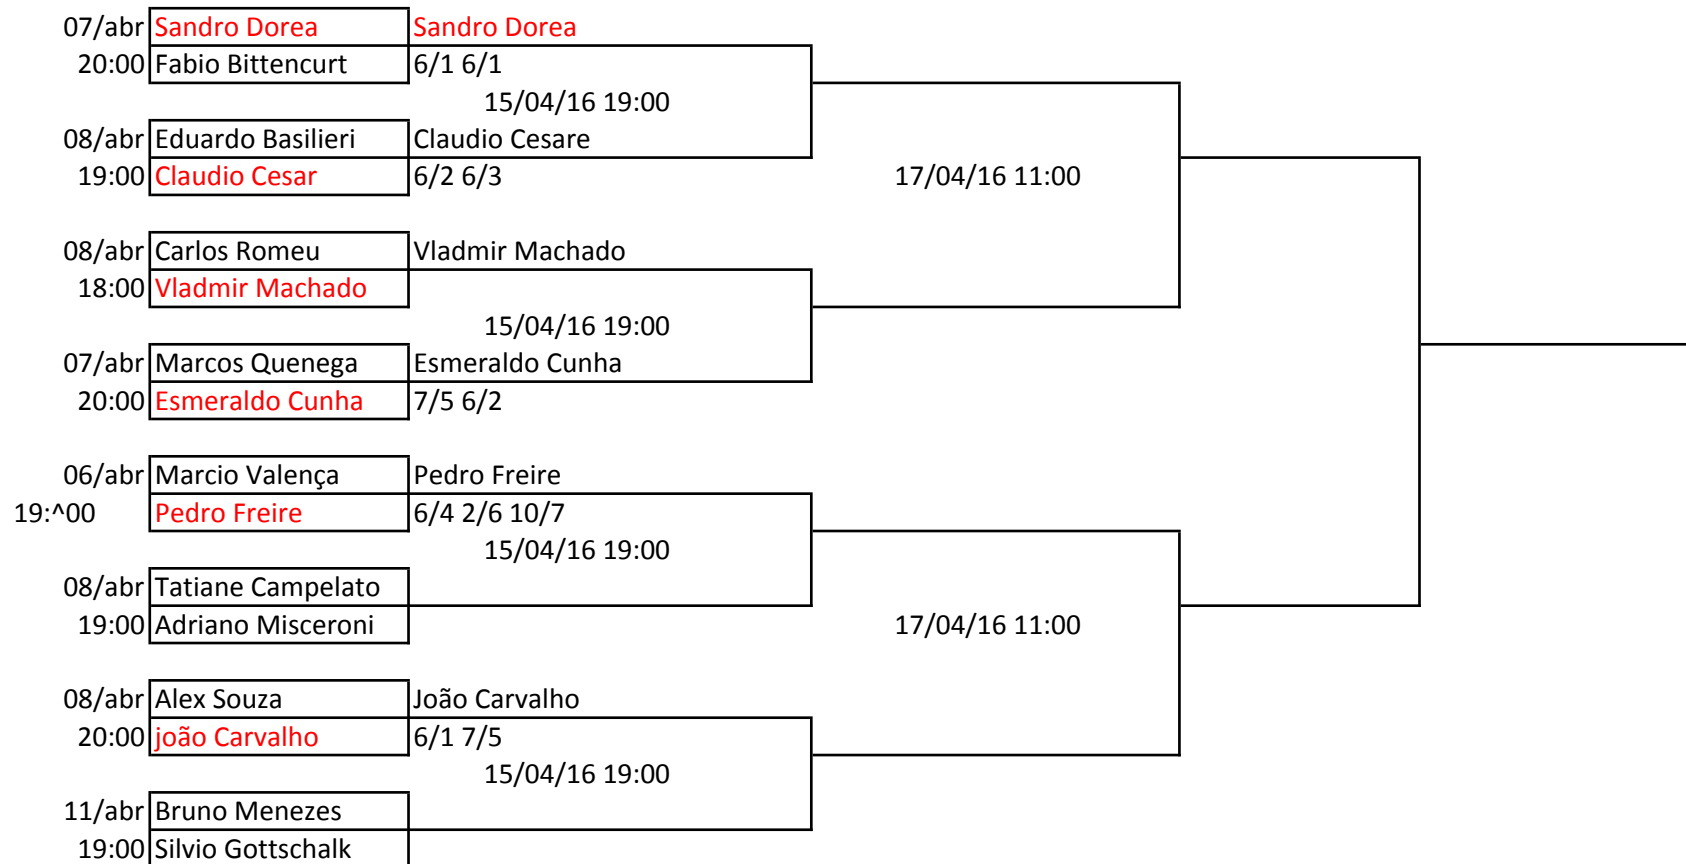 07/abr Sandro Dorea Sandro Dorea
20:00 Fabio Bittencurt 6/1 6/1
15/04/16 19:00
08/abr Eduardo Basilieri Claudio Cesare
19:00 Claudio Cesar 6/2 6/3 17/04/16 11:00
08/abr Carlos Romeu Vladmir Machado
18:00 Vladmir Machado
15/04/16 19:00
07/abr Marcos Quenega Esmeraldo Cunha
20:00 Esmeraldo Cunha 7/5 6/2
06/abr Marcio Valença Pedro Freire
19:^00 Pedro Freire 6/4 2/6 10/7
15/04/16 19:00
08/abr Tatiane Campelato
19:00 Adriano Misceroni 17/04/16 11:00
08/abr Alex Souza João Carvalho
20:00 joão Carvalho 6/1 7/5
15/04/16 19:00
11/abr Bruno Menezes
19:00 Silvio Gottschalk